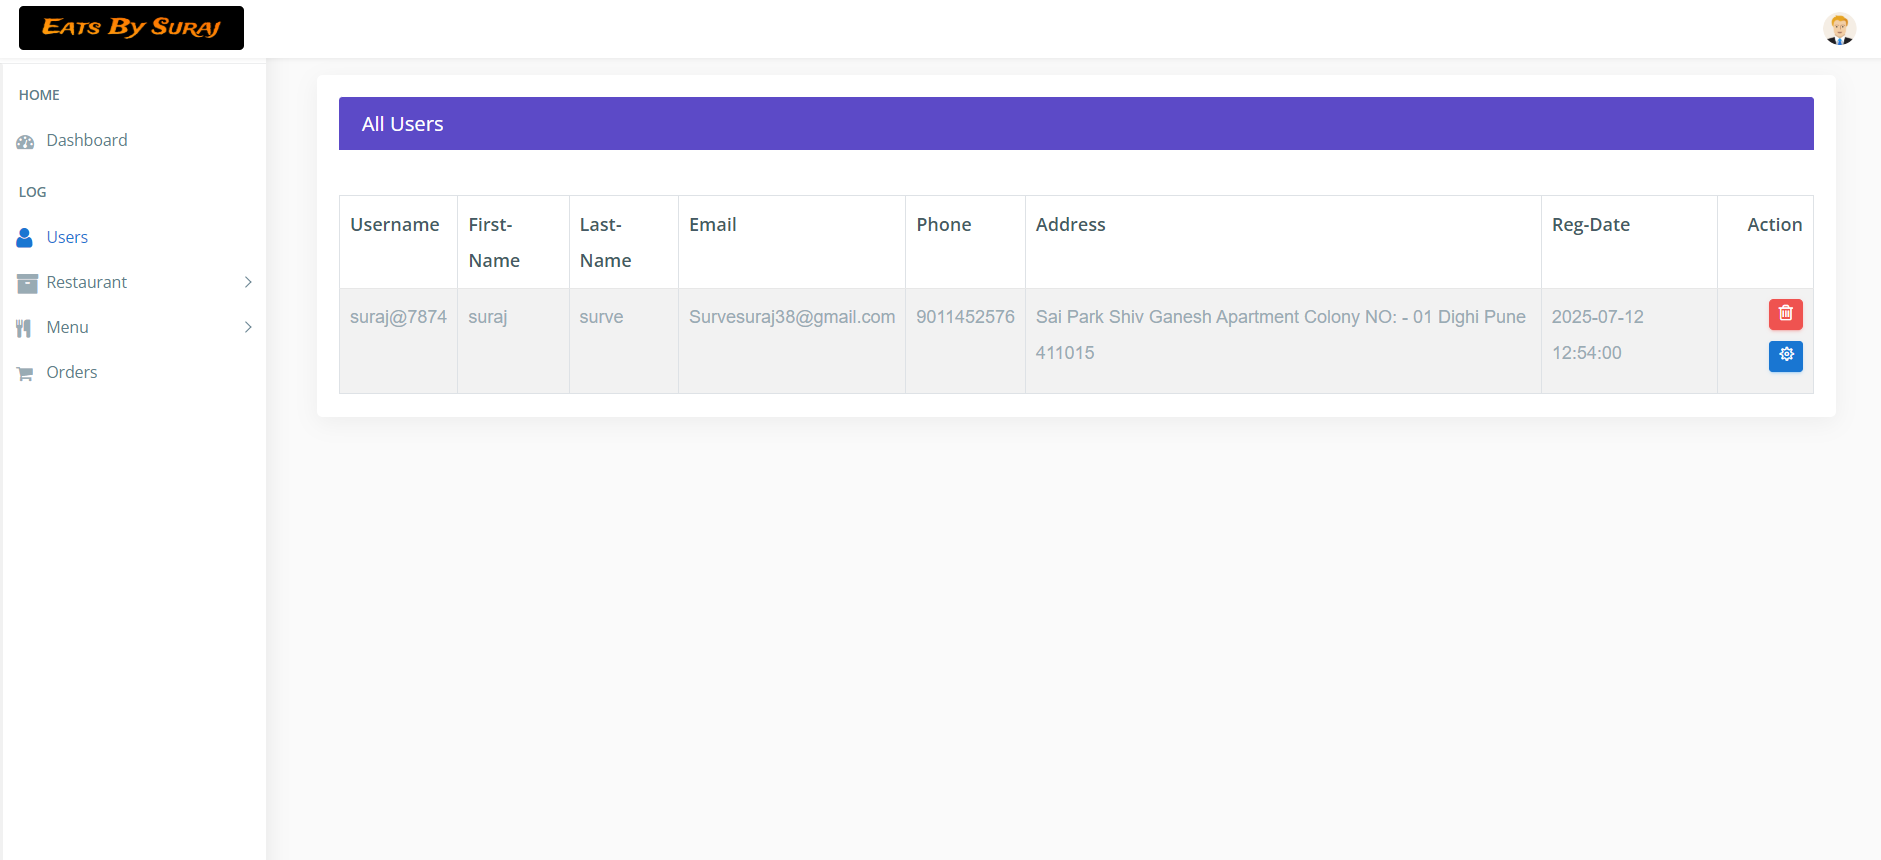 Eats By Suraj
HOME
Dashboard
LOG
Users
Restaurant
Menu
Orders
All Users
Username First- Last- Email Phone Address Reg-Date Action
Name Name
suraj@7874 suraj surve Survesuraj38@gmail.com 9011452576 Sai Park Shiv Ganesh Apartment Colony NO: - 01 Dighi Pune 2025-07-12
411015 12:54:00